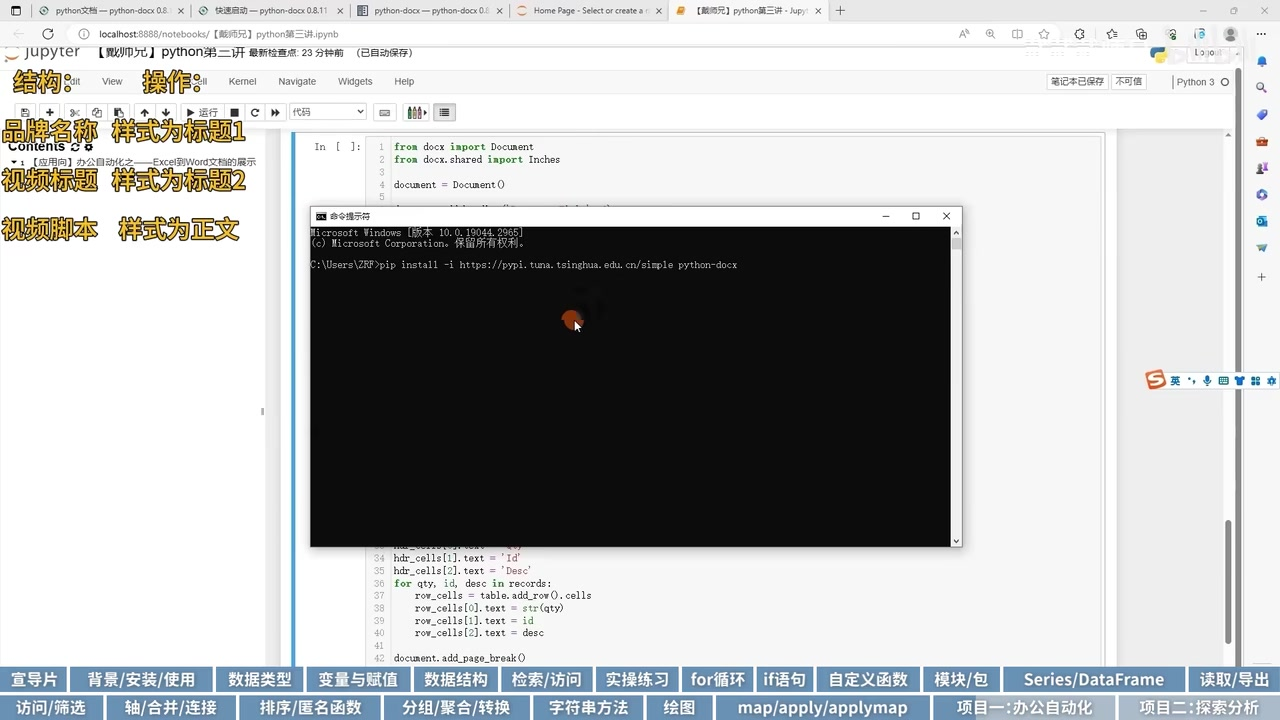 python文档 — python-docx 0.8.
快速启动 — python-docx 0.8.11
python-docx — python-docx 0.8
Home Page - Select or create a
【戴师兄】python第三讲 - Jupyt
localhost:8888/notebooks/【戴师兄】python第三讲.ipynb
jupyter 【戴师兄】python第三讲 最新检查点: 23 分钟前 (已自动保存)
Logout
结构: 操作:
View
Kernel
Navigate
Widgets
Help
笔记本已保存
不可信
Python 3
运行
代码
品牌名称 样式为标题1
Contents
1 【应用向】办公自动化之——Excel到Word文档的展示
视频标题 样式为标题2
视频脚本 样式为正文
In [ ]:
1 from docx import Document
2 from docx.shared import Inches
3
4 document = Document()
5
命令提示符
Microsoft Windows [版本 10.0.19044.2965]
(c) Microsoft Corporation。保留所有权利。
C:\Users\ZRF>pip install -i https://pypi.tuna.tsinghua.edu.cn/simple python-docx
英
34 hdr_cells[1].text = 'Id'
35 hdr_cells[2].text = 'Desc'
36 for qty, id, desc in records:
37 row_cells = table.add_row().cells
38 row_cells[0].text = str(qty)
39 row_cells[1].text = id
40 row_cells[2].text = desc
41
42 document.add_page_break()
宣导片 背景/安装/使用 数据类型 变量与赋值 数据结构 检索/访问 实操练习 for循环 if语句 自定义函数 模块/包 Series/DataFrame 读取/导出
访问/筛选 轴/合并/连接 排序/匿名函数 分组/聚合/转换 字符串方法 绘图 map/apply/applymap 项目一:办公自动化 项目二:探索分析